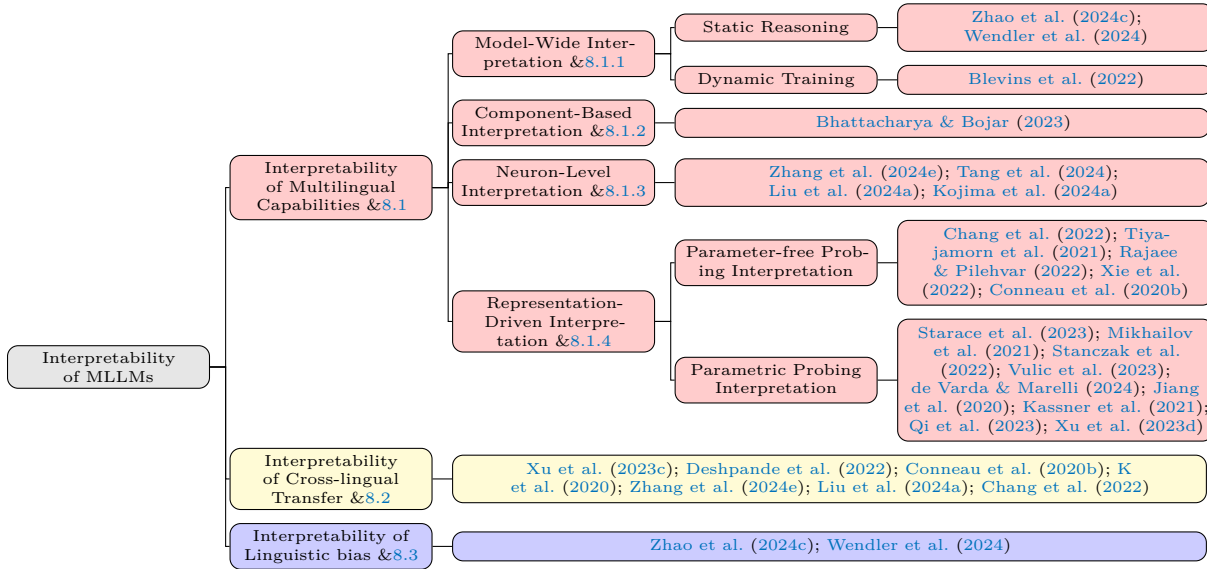 Interpretability
of MLLMs
Interpretability
of Multilingual
Capabilities &8.1
Model-Wide Inter-
pretation &8.1.1
Static Reasoning
Zhao et al. (2024c);
Wendler et al. (2024)
Dynamic Training
Blevins et al. (2022)
Component-Based
Interpretation &8.1.2
Bhattacharya & Bojar (2023)
Neuron-Level
Interpretation &8.1.3
Zhang et al. (2024e); Tang et al. (2024);
Liu et al. (2024a); Kojima et al. (2024a)
Representation-
Driven Interpre-
tation &8.1.4
Parameter-free Prob-
ing Interpretation
Chang et al. (2022); Tiya-
jamorn et al. (2021); Rajaee
& Pilehvar (2022); Xie et al.
(2022); Conneau et al. (2020b)
Parametric Probing
Interpretation
Starace et al. (2023); Mikhailov
et al. (2021); Stanczak et al.
(2022); Vulic et al. (2023);
de Varda & Marelli (2024); Jiang
et al. (2020); Kassner et al. (2021);
Qi et al. (2023); Xu et al. (2023d)
Interpretability
of Cross-lingual
Transfer &8.2
Xu et al. (2023c); Deshpande et al. (2022); Conneau et al. (2020b); K
et al. (2020); Zhang et al. (2024e); Liu et al. (2024a); Chang et al. (2022)
Interpretability of
Linguistic bias &8.3
Zhao et al. (2024c); Wendler et al. (2024)